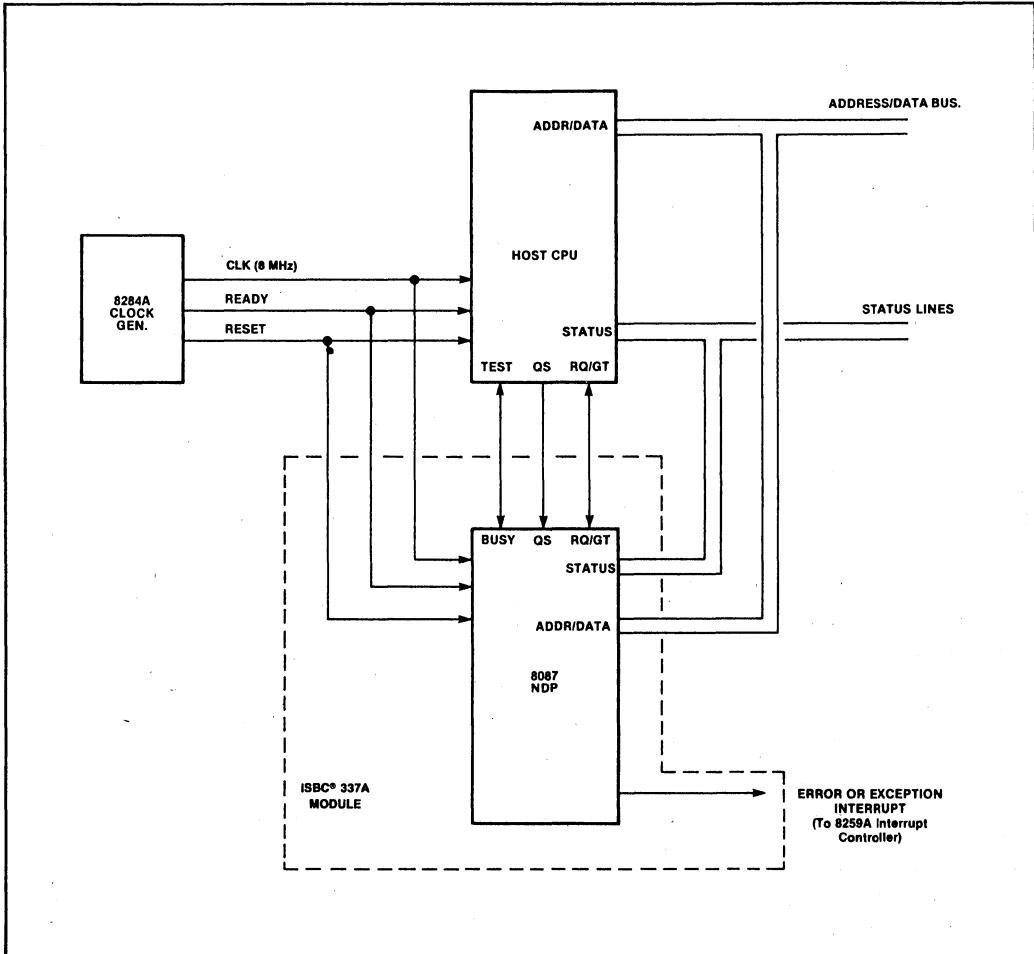 ADDRESS/DATA BUS.
ADDR/DATA
HOST CPU
8284A
CLOCK
GEN.
CLK (8 MHz)
READY
RESET
STATUS LINES
STATUS
TEST QS RQ/GT
BUSY QS RQ/GT
STATUS
ADDR/DATA
8087
NDP
iSBC® 337A
MODULE
ERROR OR EXCEPTION
INTERRUPT
(To 8259A Interrupt
Controller)